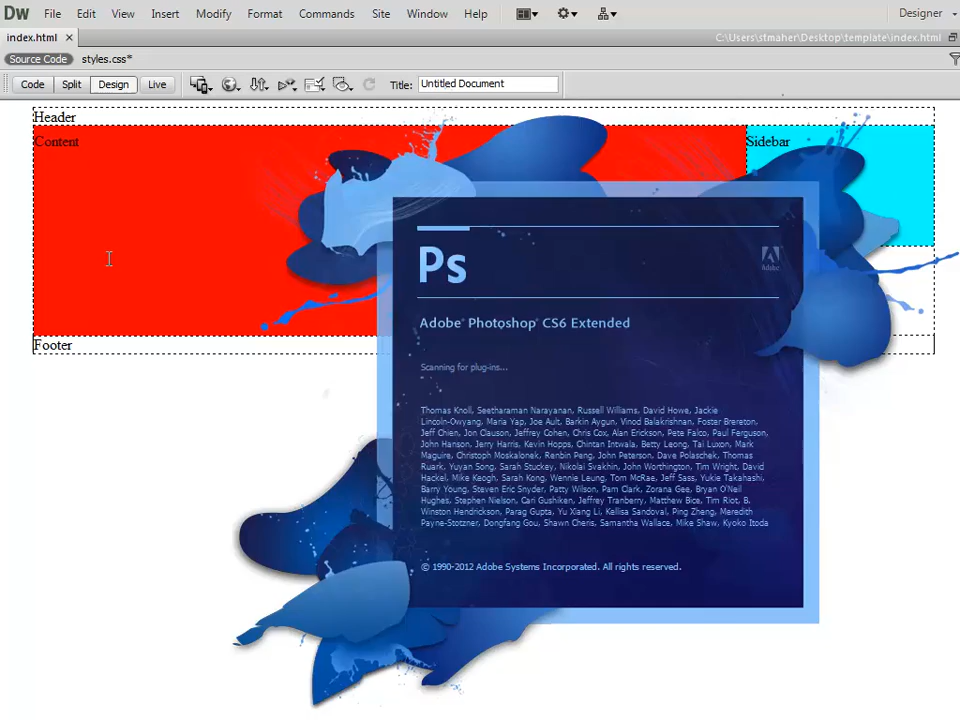 Dw File Edit View Insert Modify Format Commands Site Window Help Designer
index.html × C:\Users\stmaher\Desktop\template\index.html
Source Code styles.css*
Code Split Design Live Title: Untitled Document
Header
Content Sidebar
Ps
Adobe
Adobe® Photoshop® CS6 Extended
Scanning for plug-ins...
Thomas Knoll, Seetharaman Narayanan, Russell Williams, David Howe, Jackie
Lincoln-Owyang, Maria Yap, Joe Ault, Barkin Aygun, Vinod Balakrishnan, Foster Brereton,
Jeff Chien, Jon Clauson, Jeffrey Cohen, Chris Cox, Alan Erickson, Pete Falco, Paul Ferguson,
John Hanson, Jerry Harris, Kevin Hopps, Chintan Intwala, Betty Leong, Tai Luxon, Mark
Maguire, Christoph Moskalonek, Renbin Peng, John Peterson, Dave Polaschek, Thomas
Ruark, Yuyan Song, Sarah Stuckey, Nikolai Svakhin, John Worthington, Tim Wright, David
Hackel, Mike Keogh, Sarah Kong, Wennie Leung, Tom McRae, Jeff Sass, Yukie Takahashi,
Barry Young, Steven Eric Snyder, Patty Wilson, Pam Clark, Zorana Gee, Bryan O'Neil
Hughes, Stephen Nielson, Cari Gushiken, Jeffrey Tranberry, Matthew Bice, Tim Riot, B.
Winston Hendrickson, Parag Gupta, Yu Xiang Li, Kellisa Sandoval, Ping Zheng, Meredith
Payne-Stotzner, Dongfang Gou, Shawn Cheris, Samantha Wallace, Mike Shaw, Kyoko Itoda
© 1990-2012 Adobe Systems Incorporated. All rights reserved.
Footer